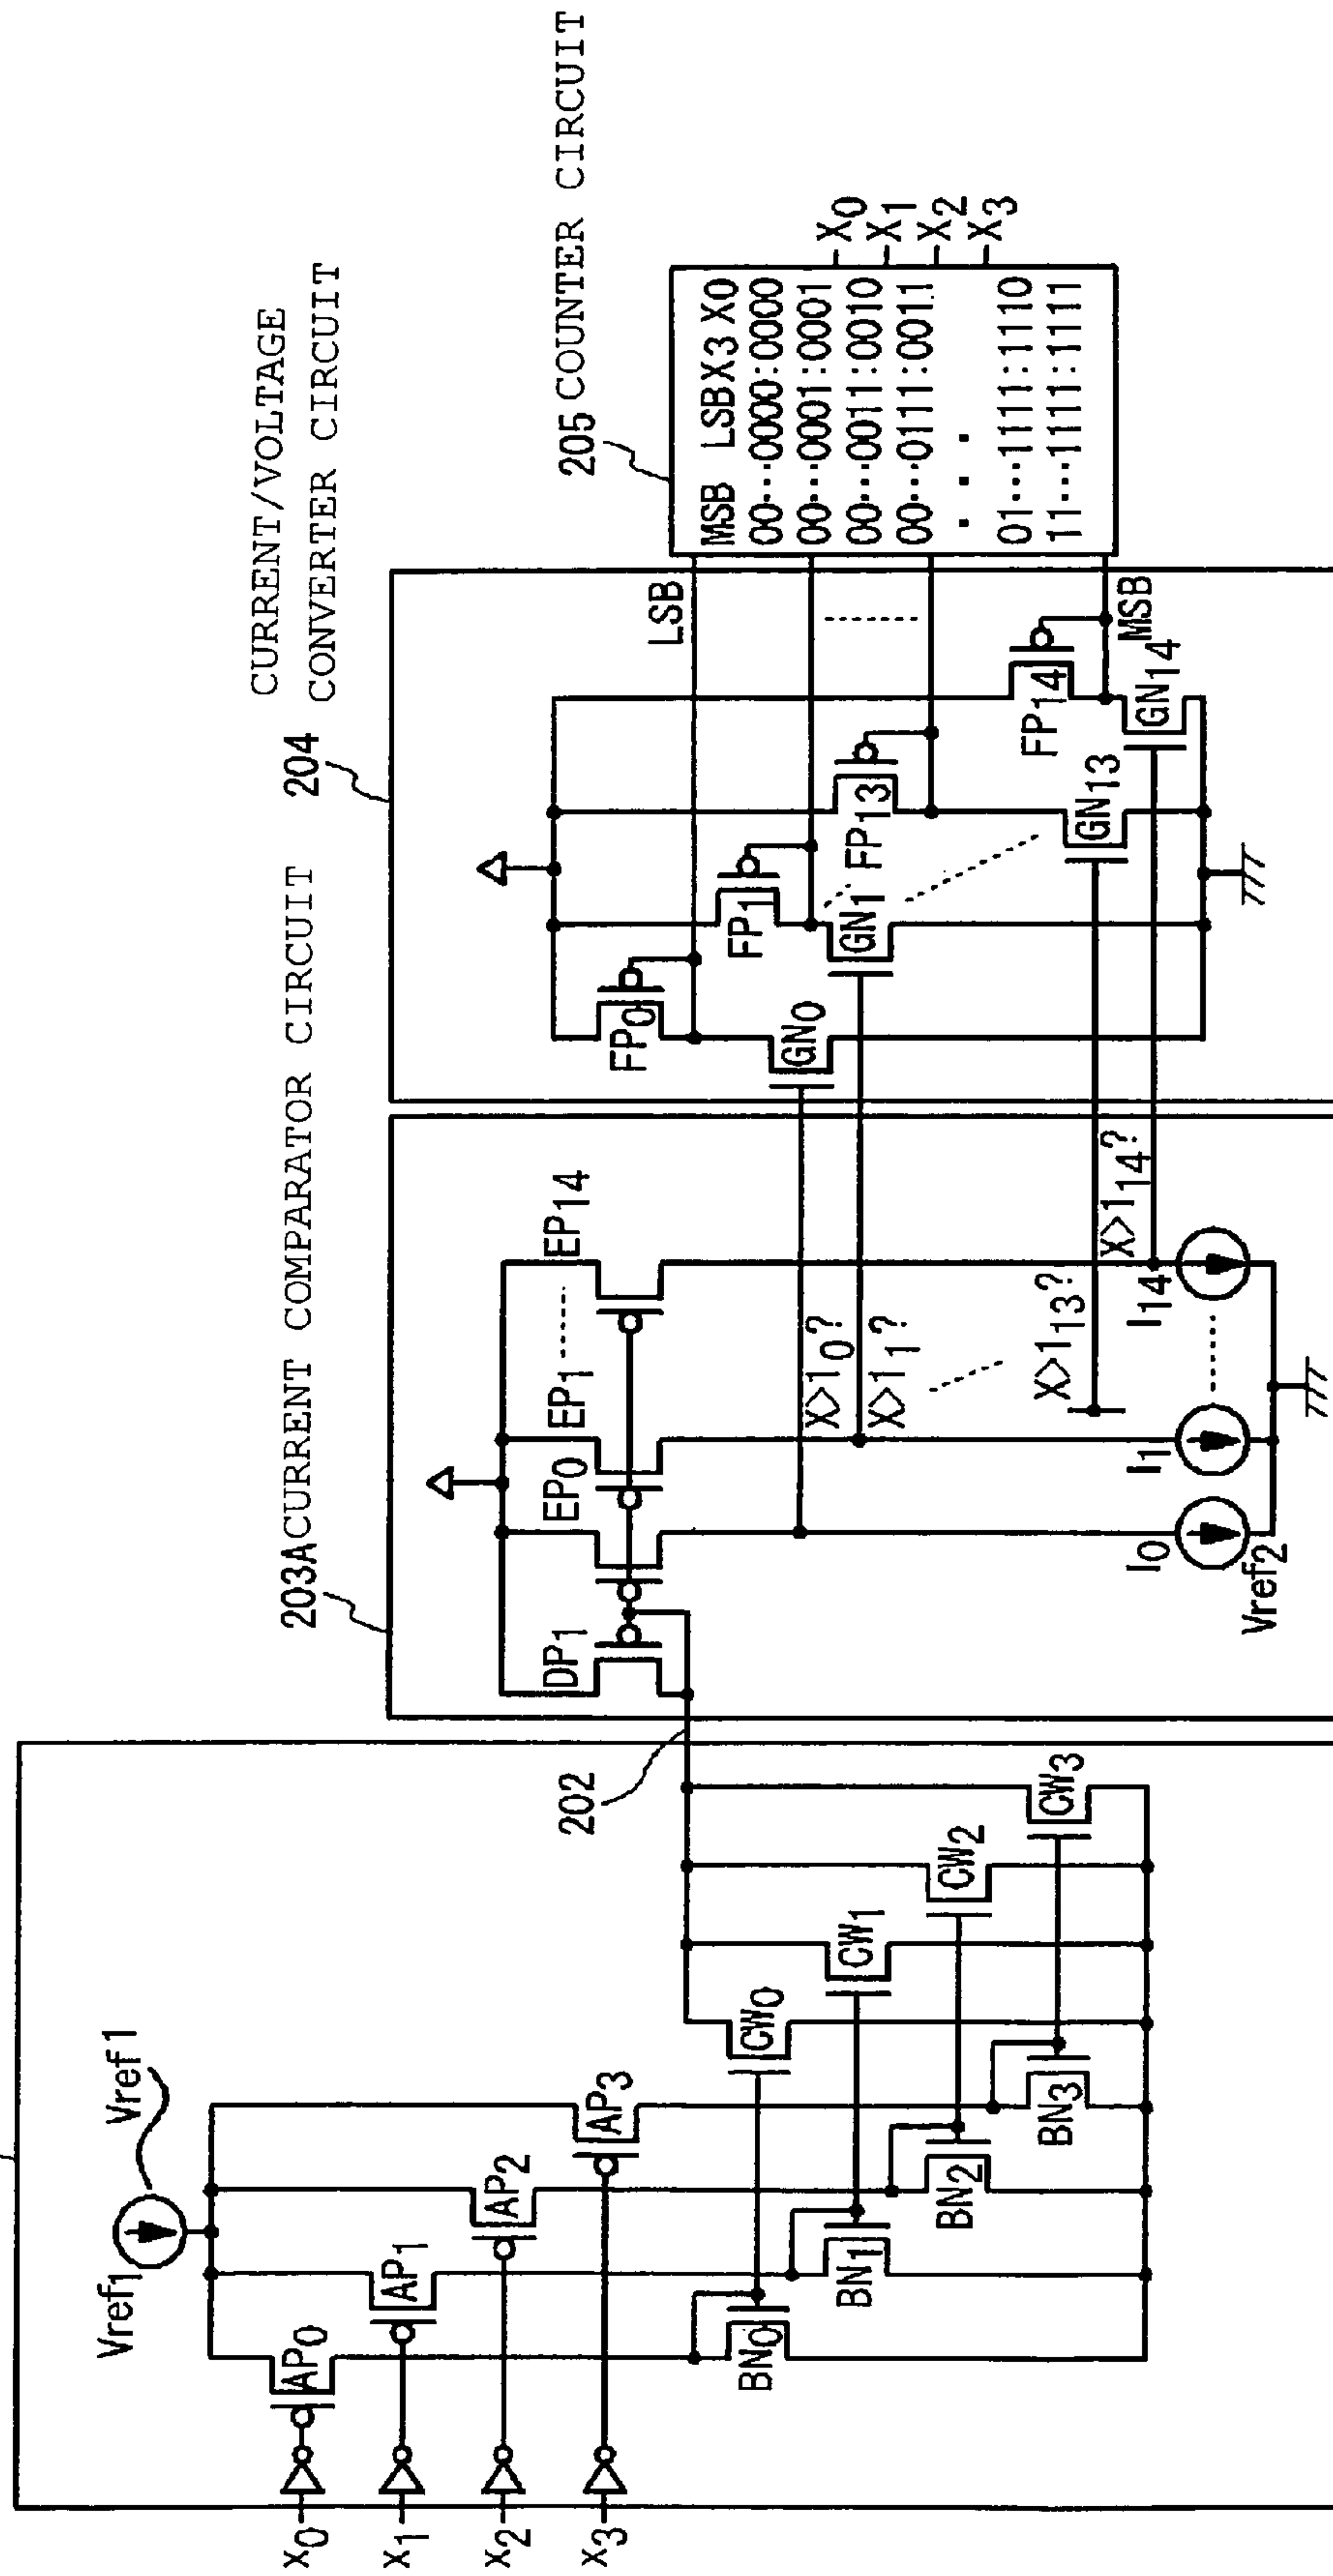 Vref1
Vref1
X0
X1
X2
X3
AP0
AP1
AP2
AP3
BN0
BN1
BN2
BN3
CW0
CW1
CW2
CW3
202
203A CURRENT COMPARATOR CIRCUIT
DP1
EP0
EP1
EP14
X>I0?
X>I1?
X>I13?
X>I14?
I0
I1
I14
Vref2
204
CURRENT/VOLTAGE
CONVERTER CIRCUIT
FP0
FP1
FP13
FP14
GN0
GN1
GN13
GN14
LSB
MSB
205 COUNTER CIRCUIT
MSB LSBX3 X0
00···0000:0000
00···0001:0001
00···0011:0010
00···0111:0011
···
01···1111:1110
11···1111:1111
X0
X1
X2
X3